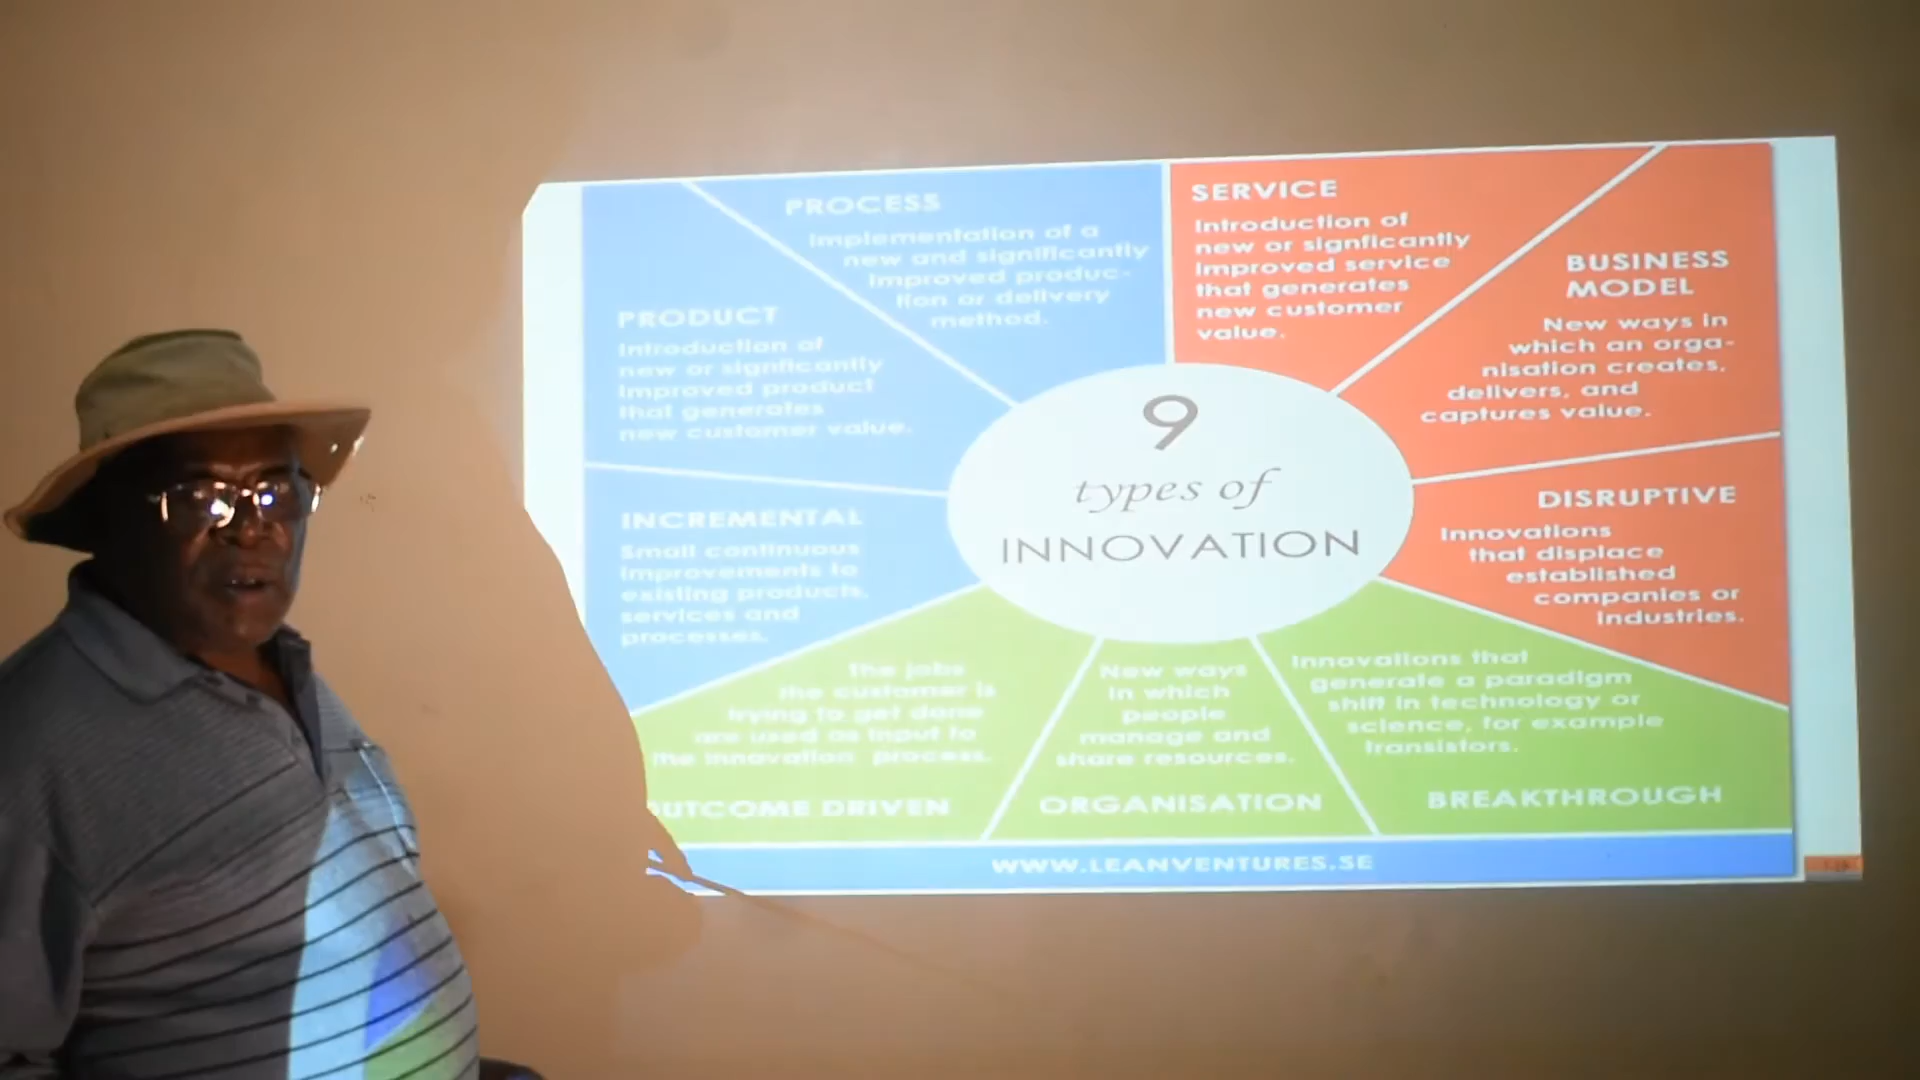 PROCESS
Implementation of a
new and significantly
improved produc-
tion or delivery
method.
SERVICE
Introduction of
new or signficantly
improved service
that generates
new customer
value.
BUSINESS
MODEL
New ways in
which an orga-
nisation creates,
delivers, and
captures value.
PRODUCT
Introduction of
new or signficantly
improved product
that generates
new customer value.
9
types of
INNOVATION
INCREMENTAL
Small continuous
improvements to
existing products,
services and
processes.
DISRUPTIVE
Innovations
that displace
established
companies or
industries.
The jobs
the customer is
trying to get done
are used as input to
the innovation process.
UTCOME DRIVEN
New ways
in which
people
manage and
share resources.
ORGANISATION
Innovations that
generate a paradigm
shift in technology or
science, for example
transistors.
BREAKTHROUGH
WWW.LEANVENTURES.SE